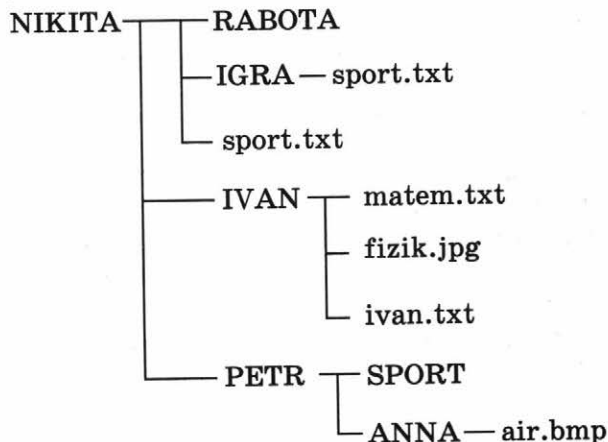 NIKITA RABOTA
IGRA sport.txt
sport.txt
IVAN matem.txt
fizik.jpg
ivan.txt
PETR SPORT
ANNA air.bmp